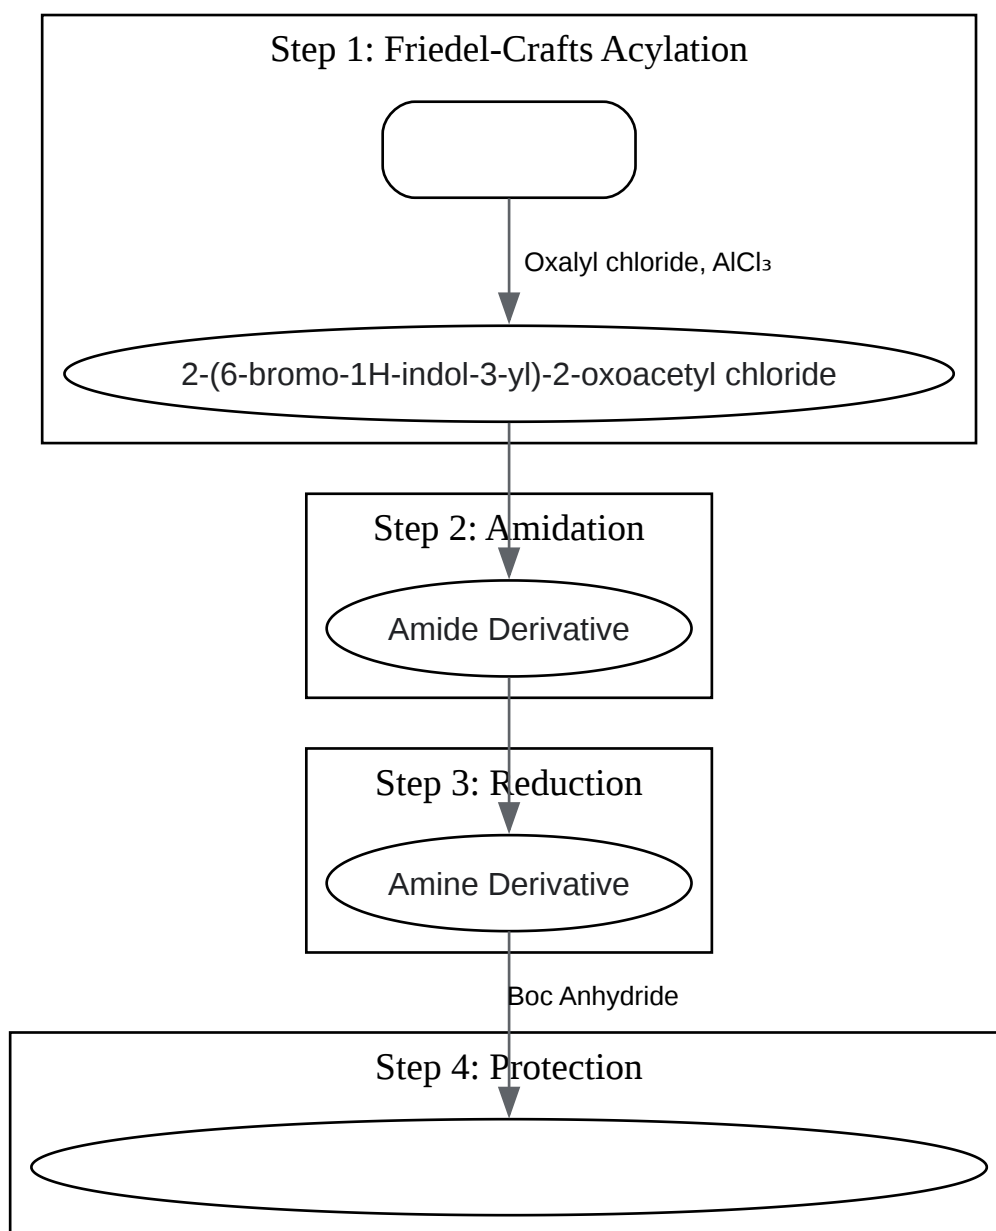 Step 1: Friedel-Crafts Acylation
Oxalyl chloride, AlCl₃
2-(6-bromo-1H-indol-3-yl)-2-oxoacetyl chloride
Step 2: Amidation
Amide Derivative
Step 3: Reduction
Amine Derivative
Boc Anhydride
Step 4: Protection